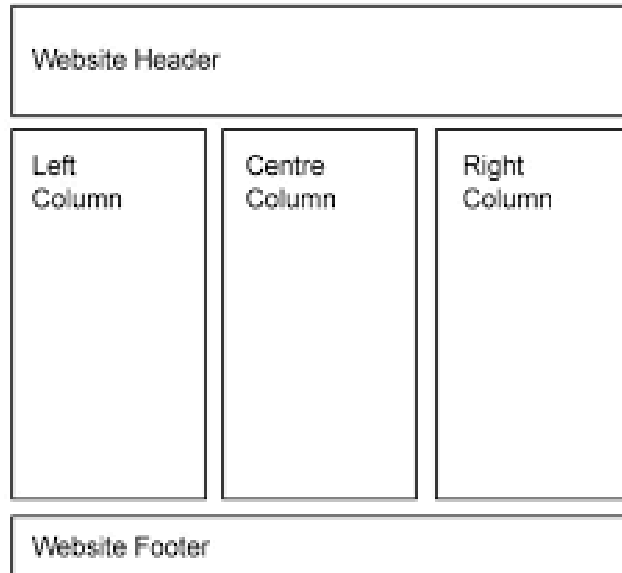 Website Header
Left
Column
Centre
Column
Right
Column
Website Footer